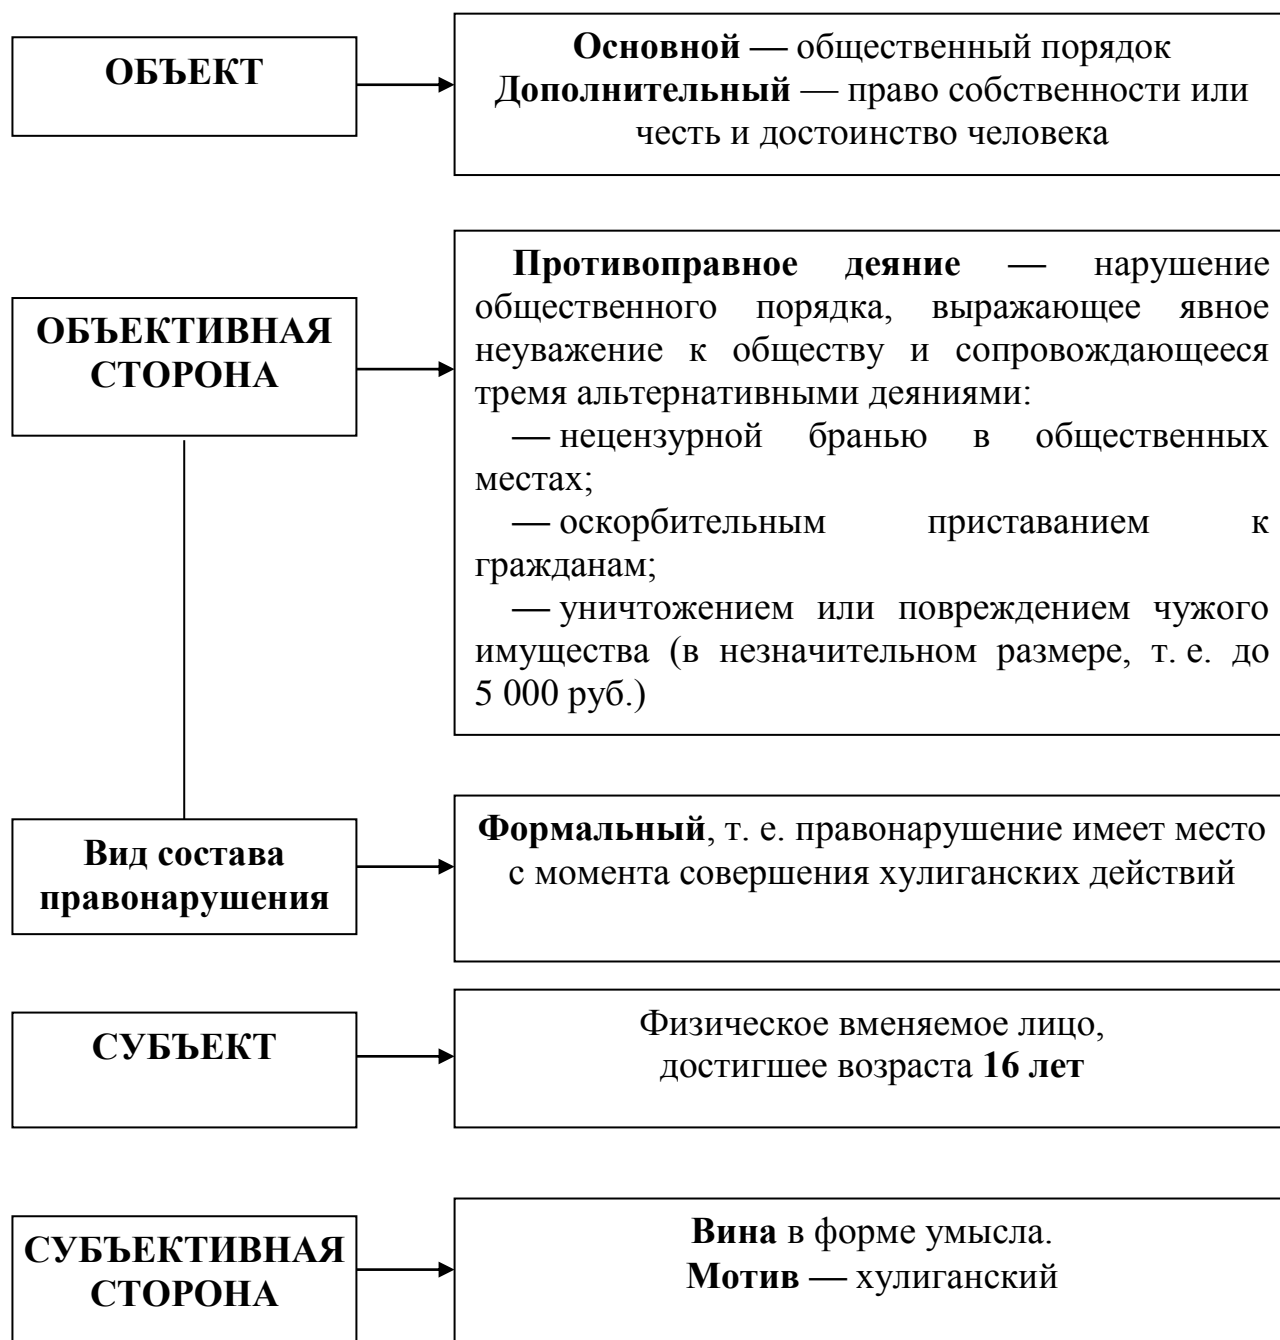 ОБЪЕКТ
Основной — общественный порядок
Дополнительный — право собственности или
честь и достоинство человека
ОБЪЕКТИВНАЯ
СТОРОНА
Противоправное деяние — нарушение
общественного порядка, выражающее явное
неуважение к обществу и сопровождающееся
тремя альтернативными деяниями:
— нецензурной бранью в общественных
местах;
— оскорбительным приставанием к
гражданам;
— уничтожением или повреждением чужого
имущества (в незначительном размере, т. е. до
5 000 руб.)
Вид состава
правонарушения
Формальный, т. е. правонарушение имеет место
с момента совершения хулиганских действий
СУБЪЕКТ
Физическое вменяемое лицо,
достигшее возраста 16 лет
СУБЪЕКТИВНАЯ
СТОРОНА
Вина в форме умысла.
Мотив — хулиганский